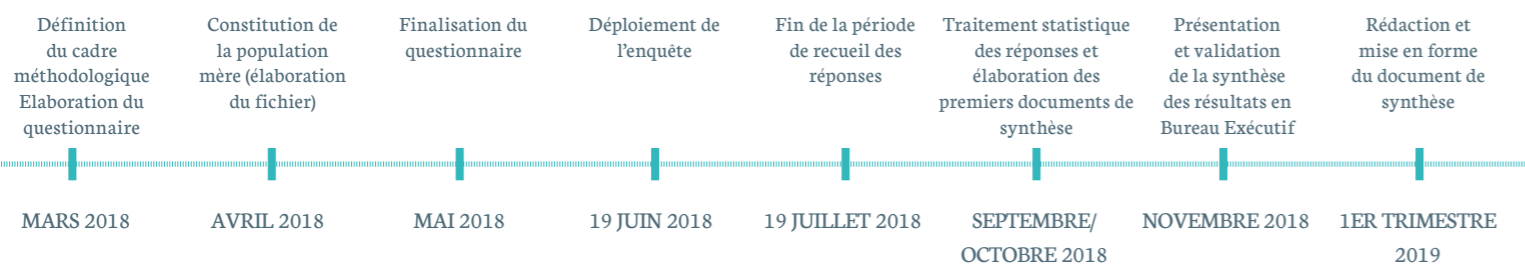 Définition
du cadre
méthodologique
Elaboration du
questionnaire
MARS 2018
Constitution de
la population
mère (élaboration
du fichier)
AVRIL 2018
Finalisation du
questionnaire
MAI 2018
Déploiement de
l'enquête
19 JUIN 2018
Fin de la période
de recueil des
réponses
19 JUILLET 2018
Traitement statistique
des réponses et
élaboration des
premiers documents de
synthèse
SEPTEMBRE/
OCTOBRE 2018
Présentation
et validation
de la synthèse
des résultats en
Bureau Exécutif
NOVEMBRE 2018
Rédaction et
mise en forme
du document de
synthèse
1ER TRIMESTRE
2019